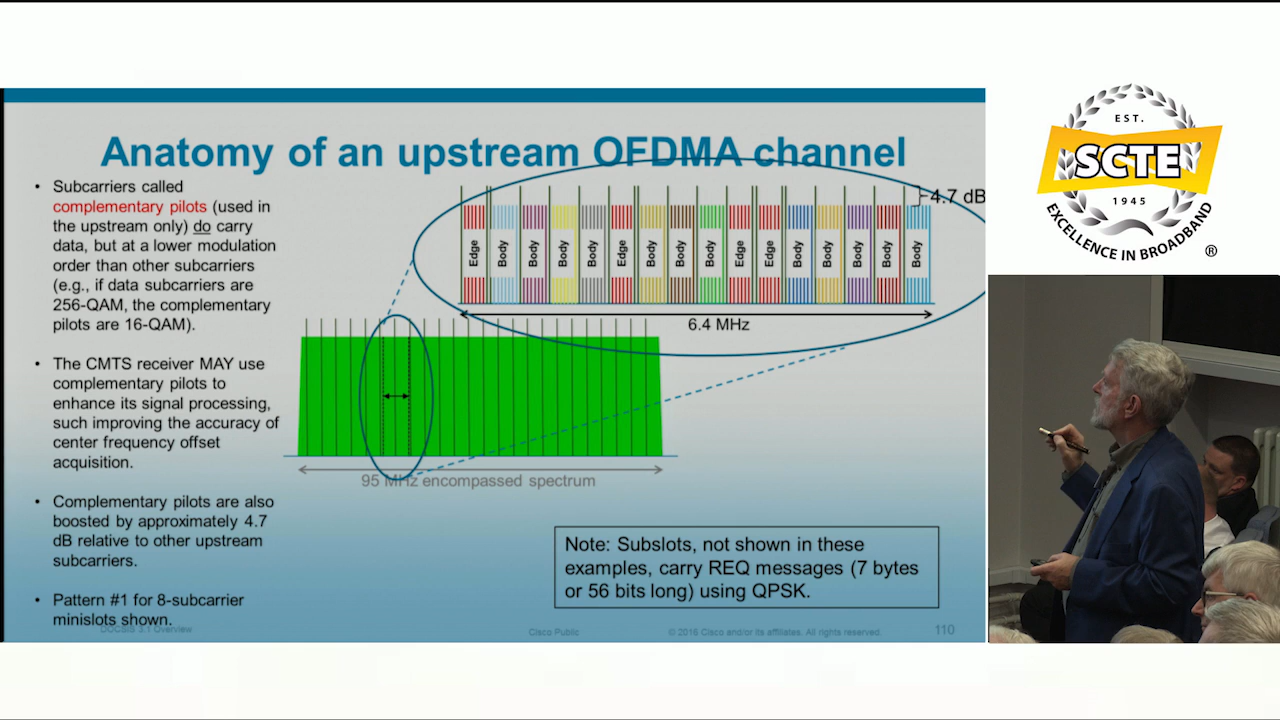 Anatomy of an upstream OFDMA channel
• Subcarriers called
complementary pilots (used in
the upstream only) do carry
data, but at a lower modulation
order than other subcarriers
(e.g., if data subcarriers are
256-QAM, the complementary
pilots are 16-QAM).
• The CMTS receiver MAY use
complementary pilots to
enhance its signal processing,
such improving the accuracy of
center frequency offset
acquisition.
• Complementary pilots are also
boosted by approximately 4.7
dB relative to other upstream
subcarriers.
• Pattern #1 for 8-subcarrier
minislots shown.
4.7 dB
Edge
Body
Body
Body
Body
Edge
Body
Body
Body
Edge
Edge
Body
Body
Body
Body
Body
6.4 MHz
95 MHz encompassed spectrum
Note: Subslots, not shown in these
examples, carry REQ messages (7 bytes
or 56 bits long) using QPSK.
DOCSIS 3.1 Overview
Cisco Public
© 2016 Cisco and/or its affiliates. All rights reserved.
110
EST.
SCTE
1945
EXCELLENCE IN BROADBAND
®